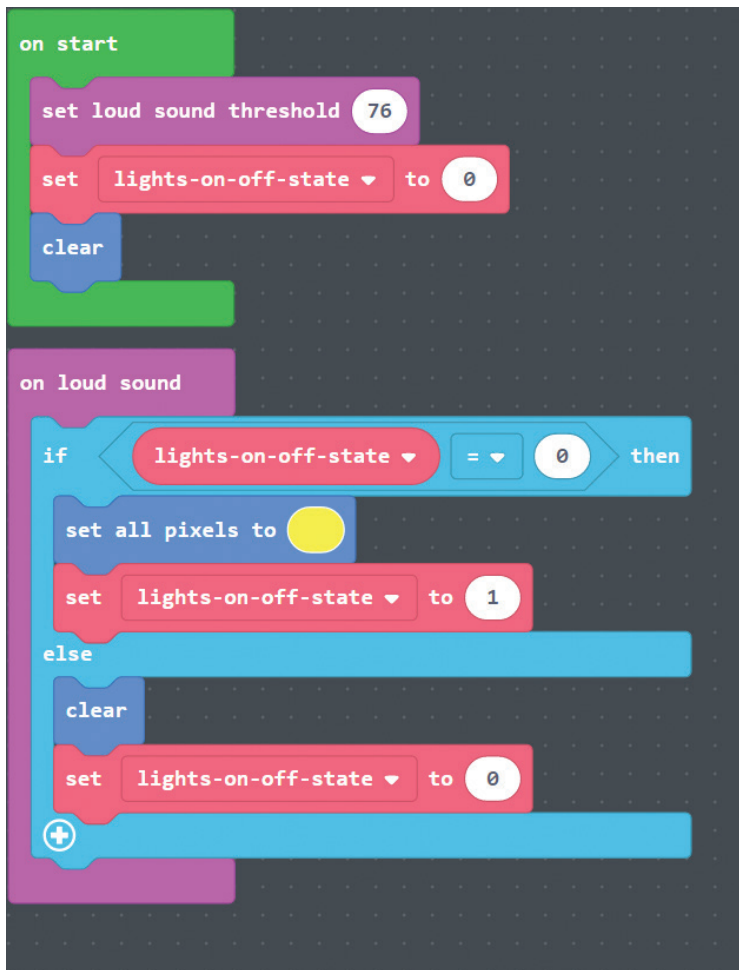 on start
set loud sound threshold 76
set lights-on-off-state to 0
clear
on loud sound
if lights-on-off-state = 0 then
set all pixels to
set lights-on-off-state to 1
else
clear
set lights-on-off-state to 0